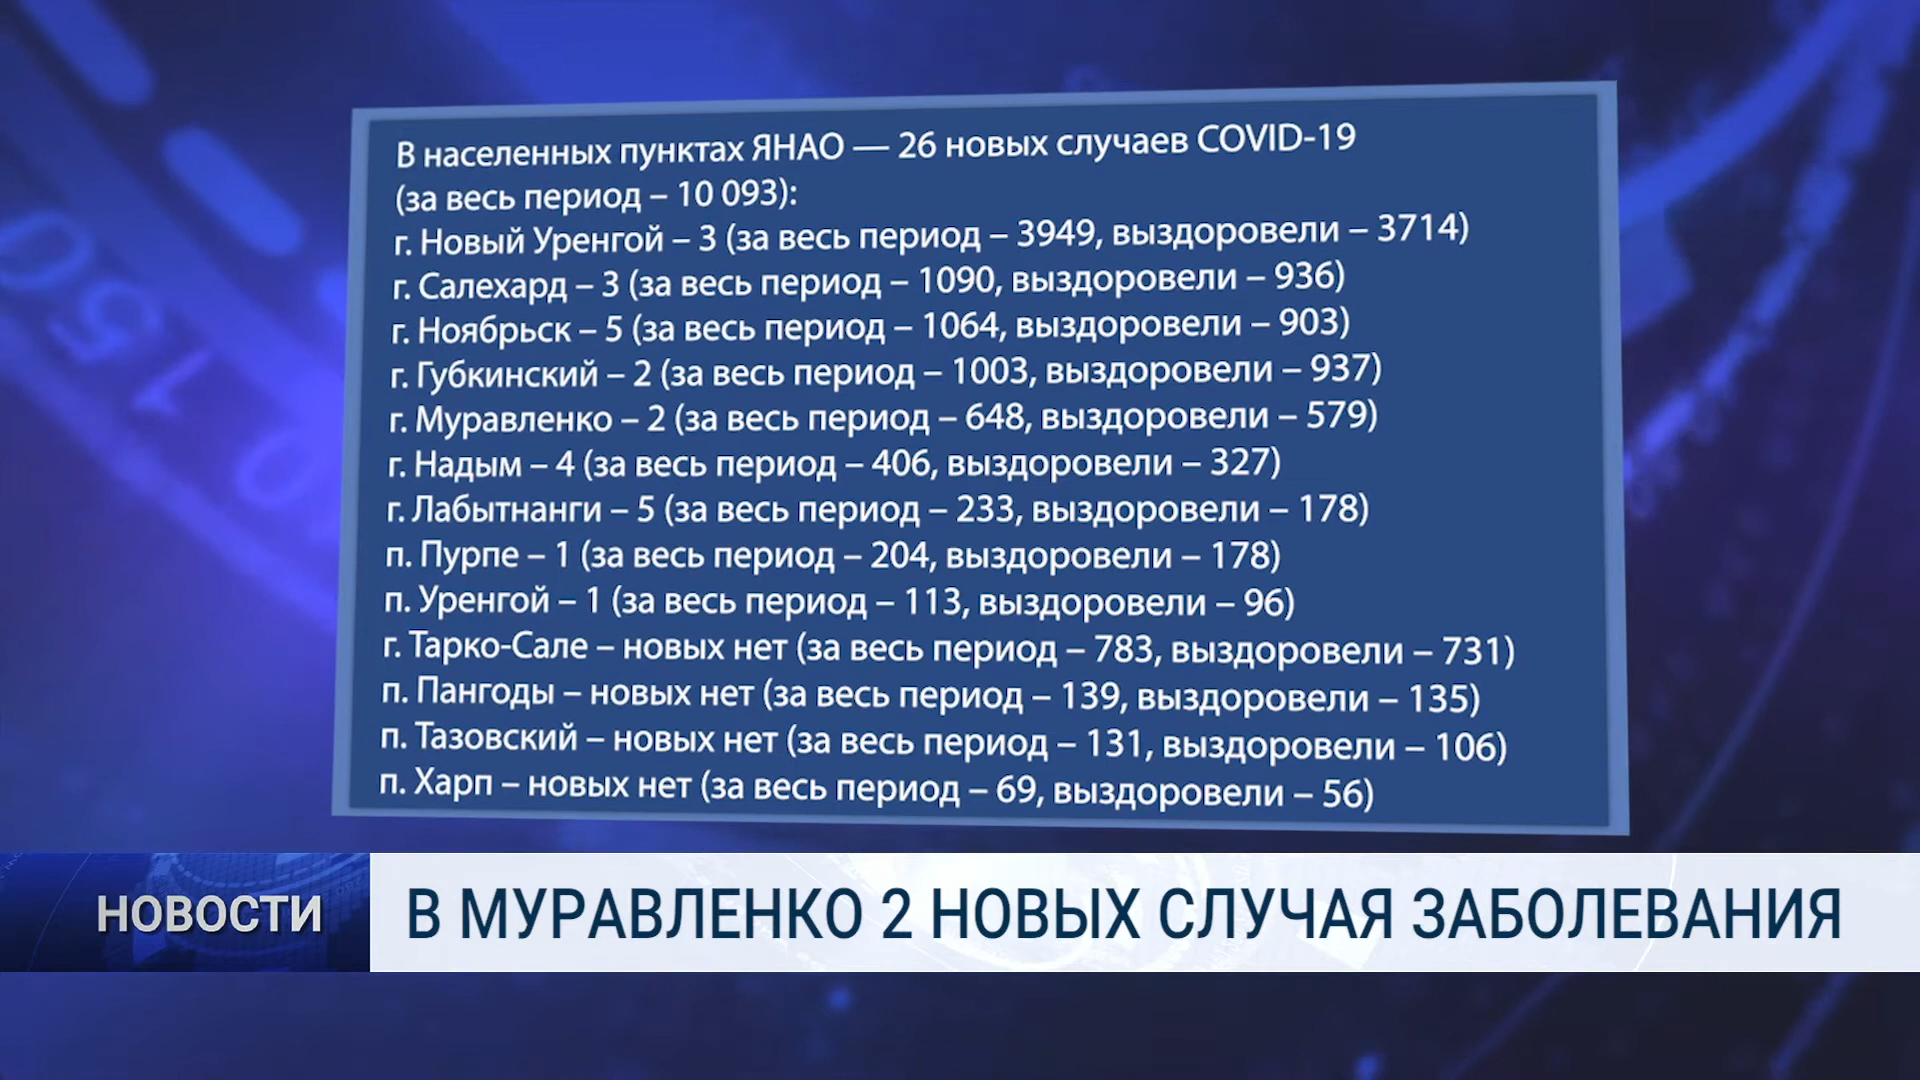 В населенных пунктах ЯНАО — 26 новых случаев COVID-19
(за весь период – 10 093):
г. Новый Уренгой – 3 (за весь период – 3949, выздоровели – 3714)
г. Салехард – 3 (за весь период – 1090, выздоровели – 936)
г. Ноябрьск – 5 (за весь период – 1064, выздоровели – 903)
г. Губкинский – 2 (за весь период – 1003, выздоровели – 937)
г. Муравленко – 2 (за весь период – 648, выздоровели – 579)
г. Надым – 4 (за весь период – 406, выздоровели – 327)
г. Лабытнанги – 5 (за весь период – 233, выздоровели – 178)
п. Пурпе – 1 (за весь период – 204, выздоровели – 178)
п. Уренгой – 1 (за весь период – 113, выздоровели – 96)
г. Тарко-Сале – новых нет (за весь период – 783, выздоровели – 731)
п. Пангоды – новых нет (за весь период – 139, выздоровели – 135)
п. Тазовский – новых нет (за весь период – 131, выздоровели – 106)
п. Харп – новых нет (за весь период – 69, выздоровели – 56)
НОВОСТИ
В МУРАВЛЕНКО 2 НОВЫХ СЛУЧАЯ ЗАБОЛЕВАНИЯ